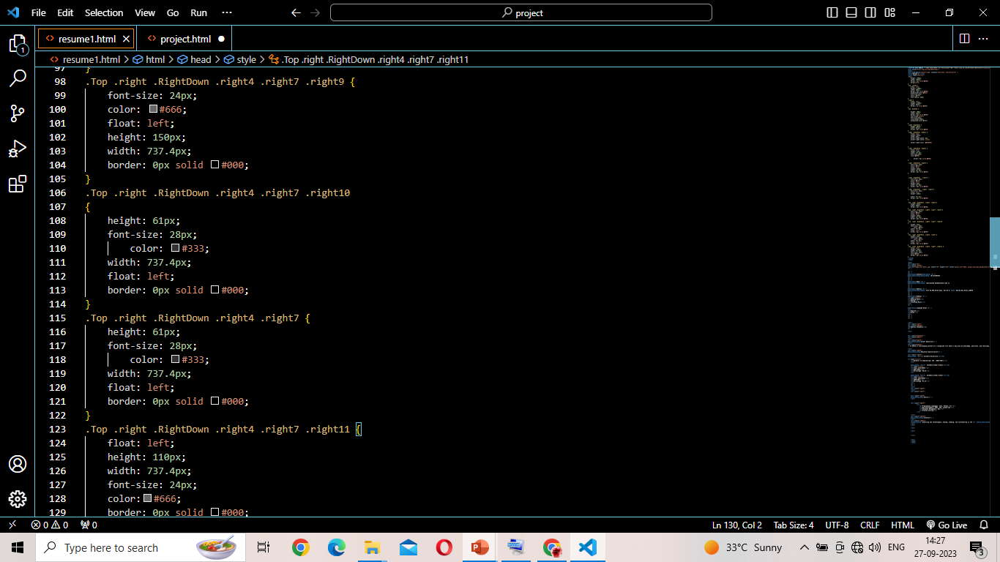 File Edit Selection View Go Run ··· project
1
resume1.html project.html
resume1.html > html > head > style > .Top .right .RightDown .right4 .right7 .right11
97 }
98 .Top .right .RightDown .right4 .right7 .right9 {
99 font-size: 24px;
100 color: #666;
101 float: left;
102 height: 150px;
103 width: 737.4px;
104 border: 0px solid #000;
105 }
106 .Top .right .RightDown .right4 .right7 .right10
107 {
108 height: 61px;
109 font-size: 28px;
110 color: #333;
111 width: 737.4px;
112 float: left;
113 border: 0px solid #000;
114 }
115 .Top .right .RightDown .right4 .right7 {
116 height: 61px;
117 font-size: 28px;
118 color: #333;
119 width: 737.4px;
120 float: left;
121 border: 0px solid #000;
122 }
123 .Top .right .RightDown .right4 .right7 .right11 {
124 float: left;
125 height: 110px;
126 width: 737.4px;
127 font-size: 24px;
128 color: #666;
129 border: 0px solid #000;
0 0 0 Ln 130, Col 2 Tab Size: 4 UTF-8 CRLF HTML Go Live
Type here to search 33°C Sunny ENG 14:27
27-09-2023 3